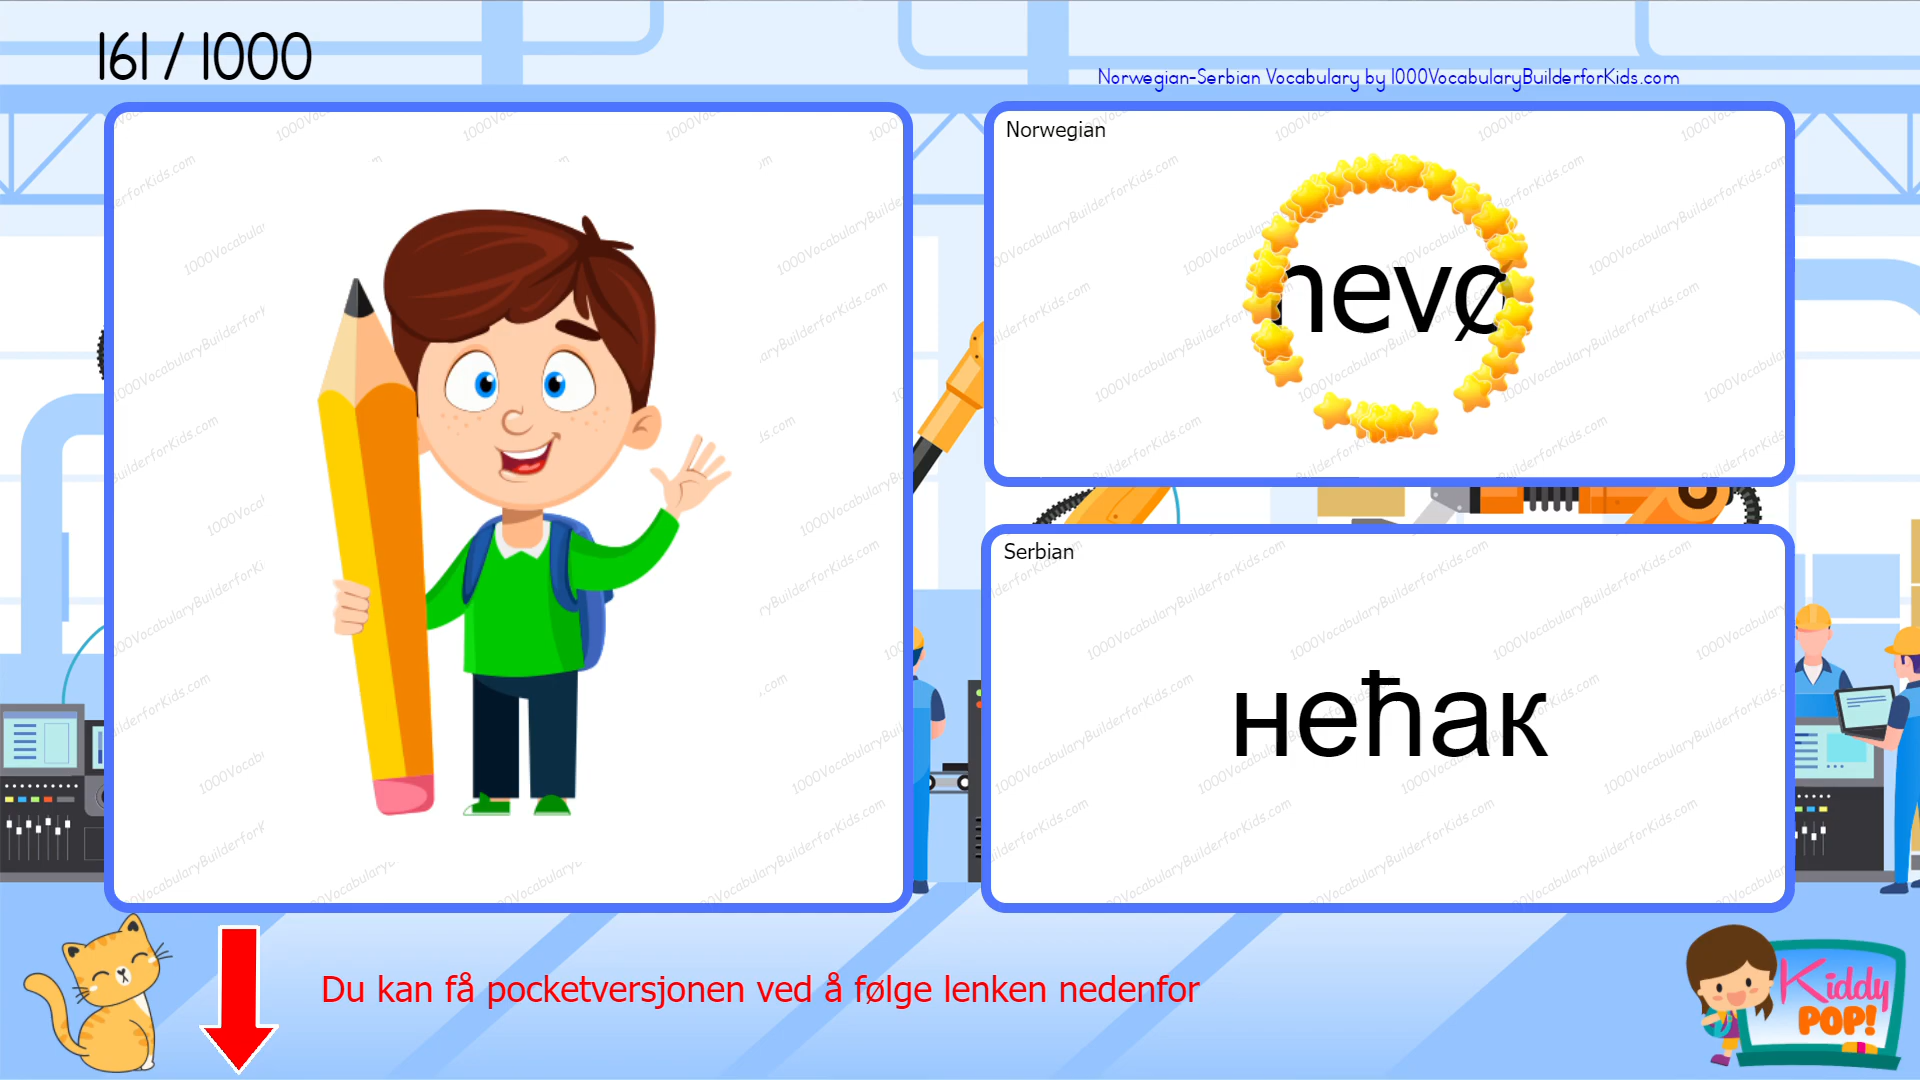 161 / 1000
Norwegian-Serbian Vocabulary by 1000VocabularyBuilderforKids.com
Norwegian
nevø
Serbian
нећак
Du kan få pocketversjonen ved å følge lenken nedenfor
Kiddy
POP!